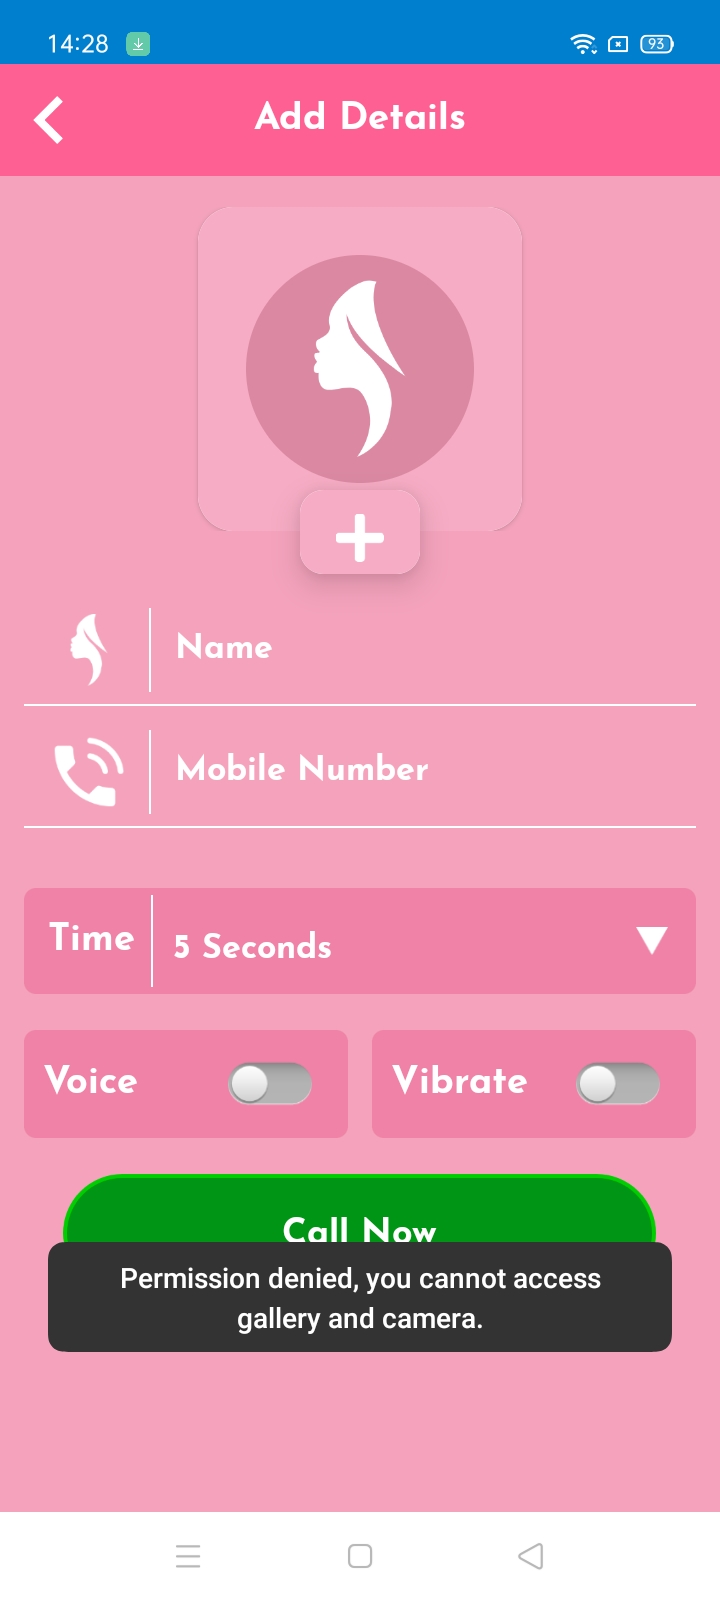 14:28
93
Add Details
Name
Mobile Number
Time
5 Seconds
Voice
Vibrate
Call Now
Permission denied, you cannot access
gallery and camera.